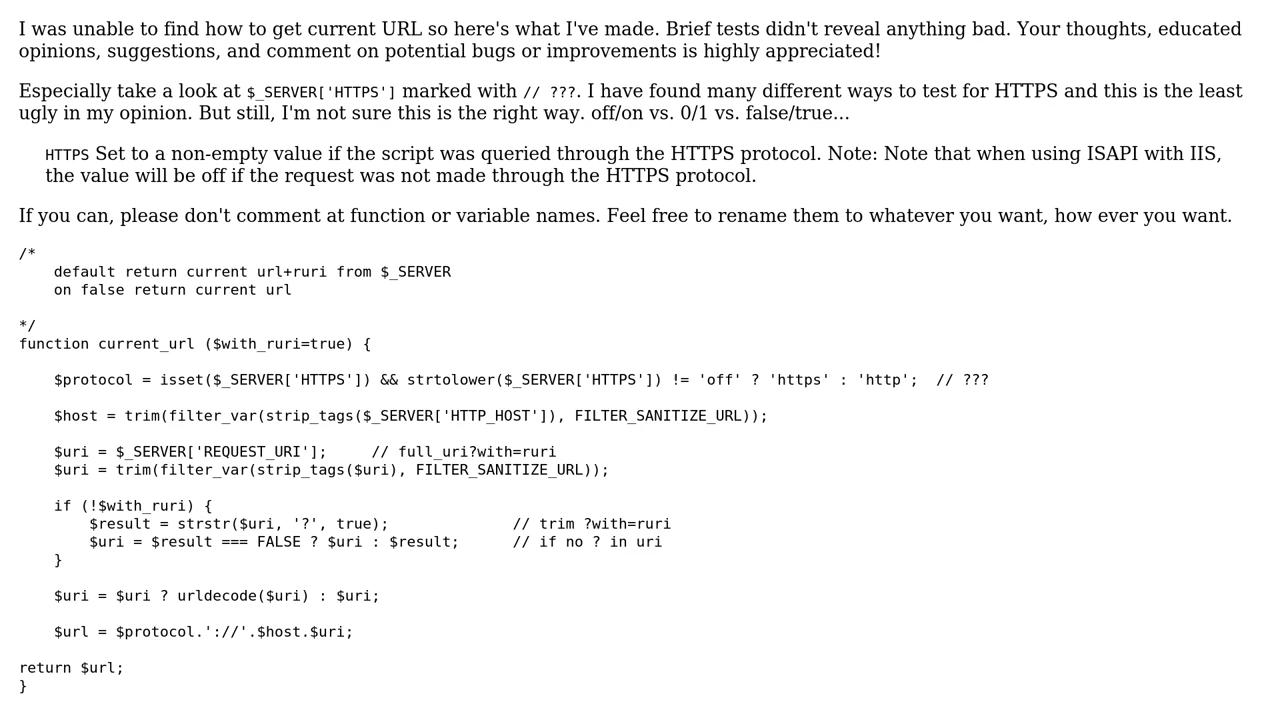 I was unable to find how to get current URL so here's what I've made. Brief tests didn't reveal anything bad. Your thoughts, educated
opinions, suggestions, and comment on potential bugs or improvements is highly appreciated!
Especially take a look at $_SERVER['HTTPS'] marked with // ???. I have found many different ways to test for HTTPS and this is the least
ugly in my opinion. But still, I'm not sure this is the right way. off/on vs. 0/1 vs. false/true...
HTTPS Set to a non-empty value if the script was queried through the HTTPS protocol. Note: Note that when using ISAPI with IIS,
the value will be off if the request was not made through the HTTPS protocol.
If you can, please don't comment at function or variable names. Feel free to rename them to whatever you want, how ever you want.
/*
    default return current url+ruri from $_SERVER
    on false return current url
*/
function current_url ($with_ruri=true) {
    $protocol = isset($_SERVER['HTTPS']) && strtolower($_SERVER['HTTPS']) != 'off' ? 'https' : 'http';  // ???
    $host = trim(filter_var(strip_tags($_SERVER['HTTP_HOST']), FILTER_SANITIZE_URL));
    $uri = $_SERVER['REQUEST_URI'];     // full_uri?with=ruri
    $uri = trim(filter_var(strip_tags($uri), FILTER_SANITIZE_URL));
    if (!$with_ruri) {
        $result = strstr($uri, '?', true);              // trim ?with=ruri
        $uri = $result === FALSE ? $uri : $result;      // if no ? in uri
    }
    $uri = $uri ? urldecode($uri) : $uri;
    $url = $protocol.'://'.$host.$uri;
return $url;
}